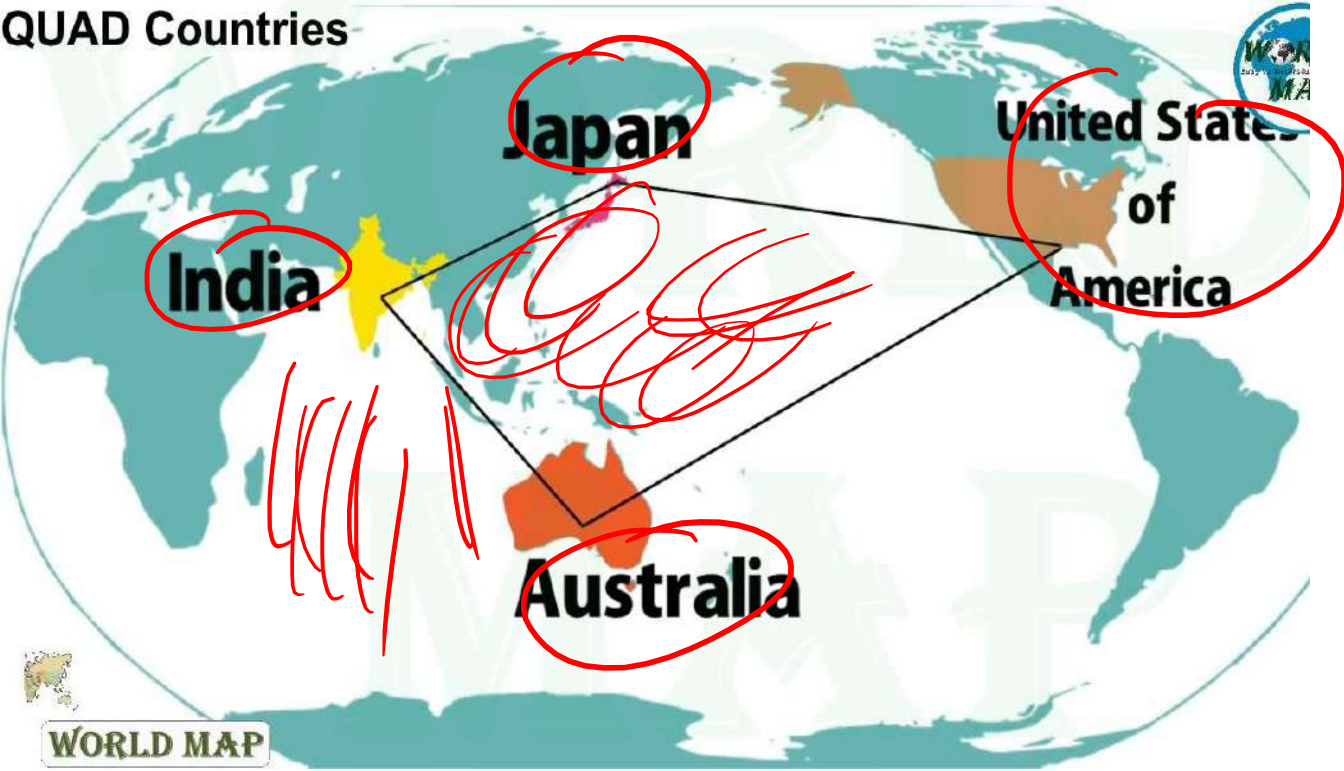 QUAD Countries
Japan
United States
of
America
India
Australia
WORLD MAP